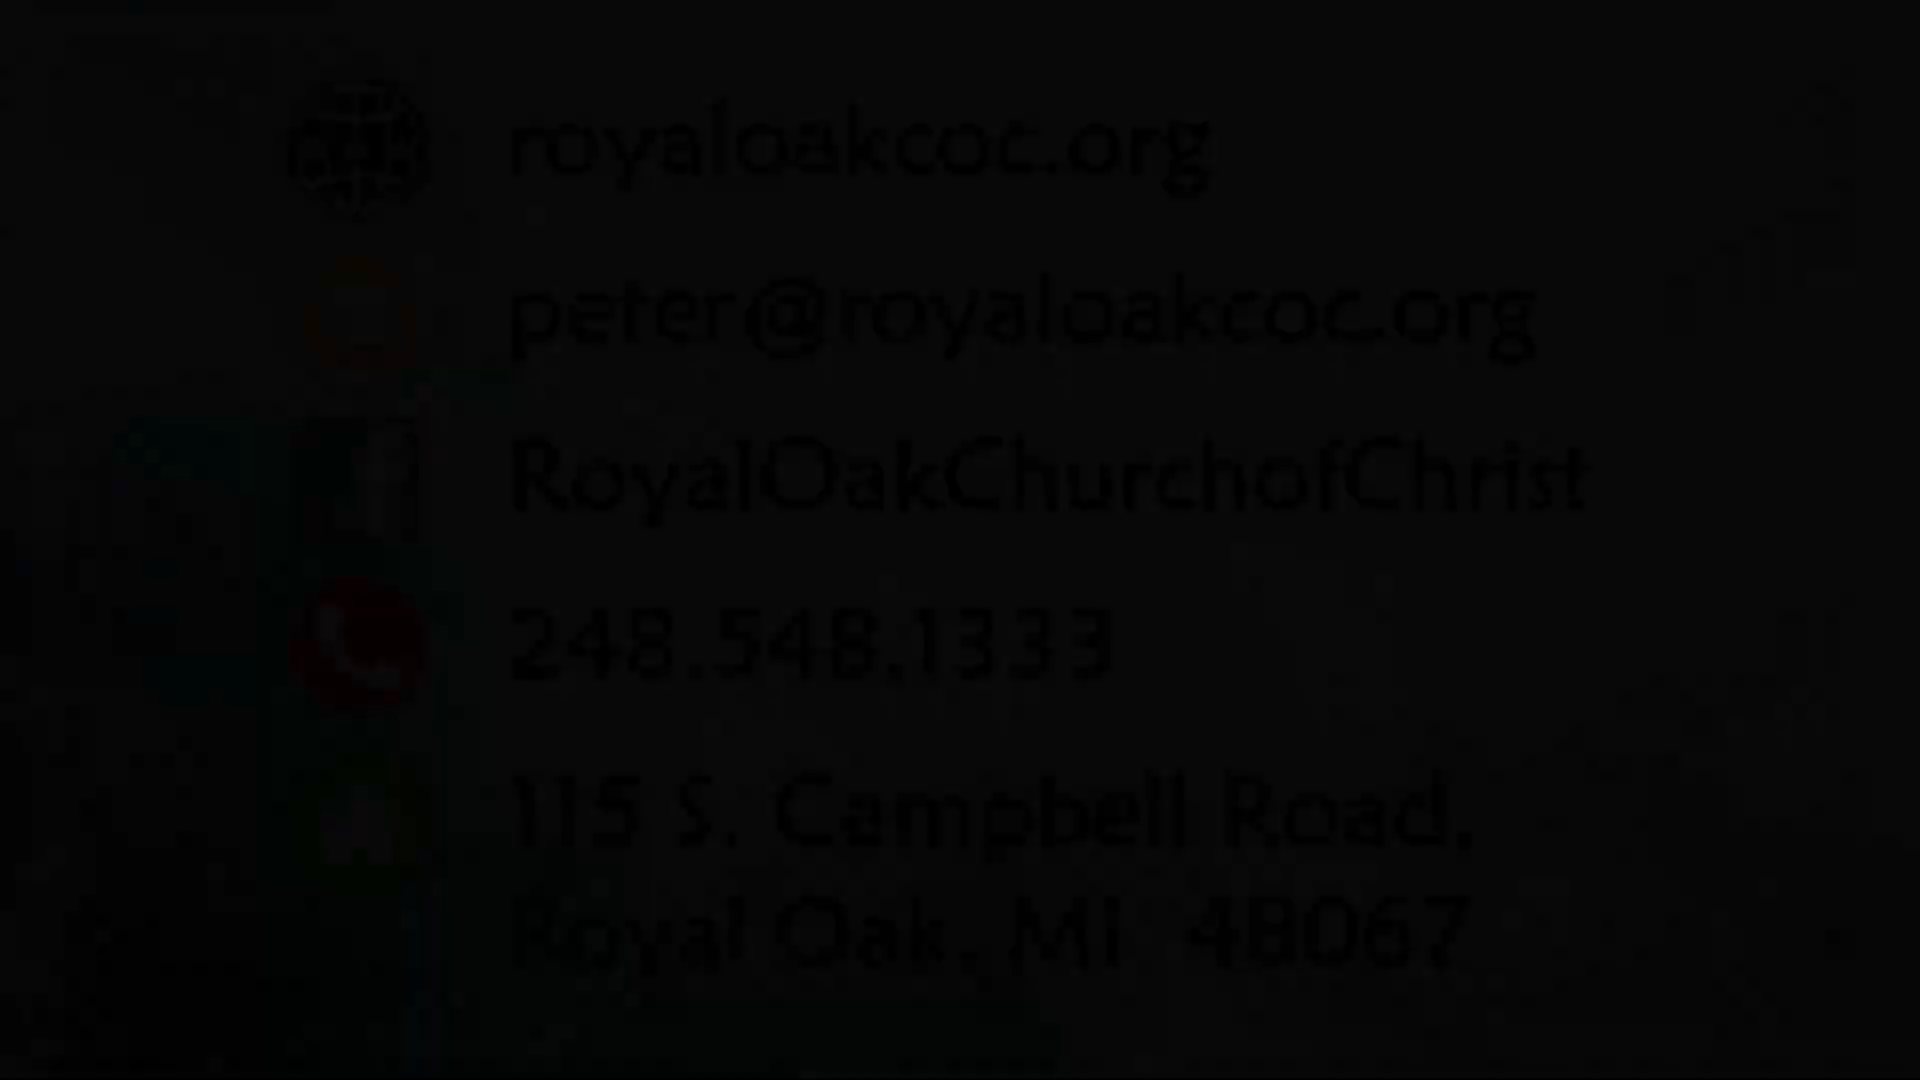 royaloakcoc.org
peter@royaloakcoc.org
RoyalOakChurchofChrist
248.548.1333
115 S. Campbell Road,
Royal Oak, MI 48067